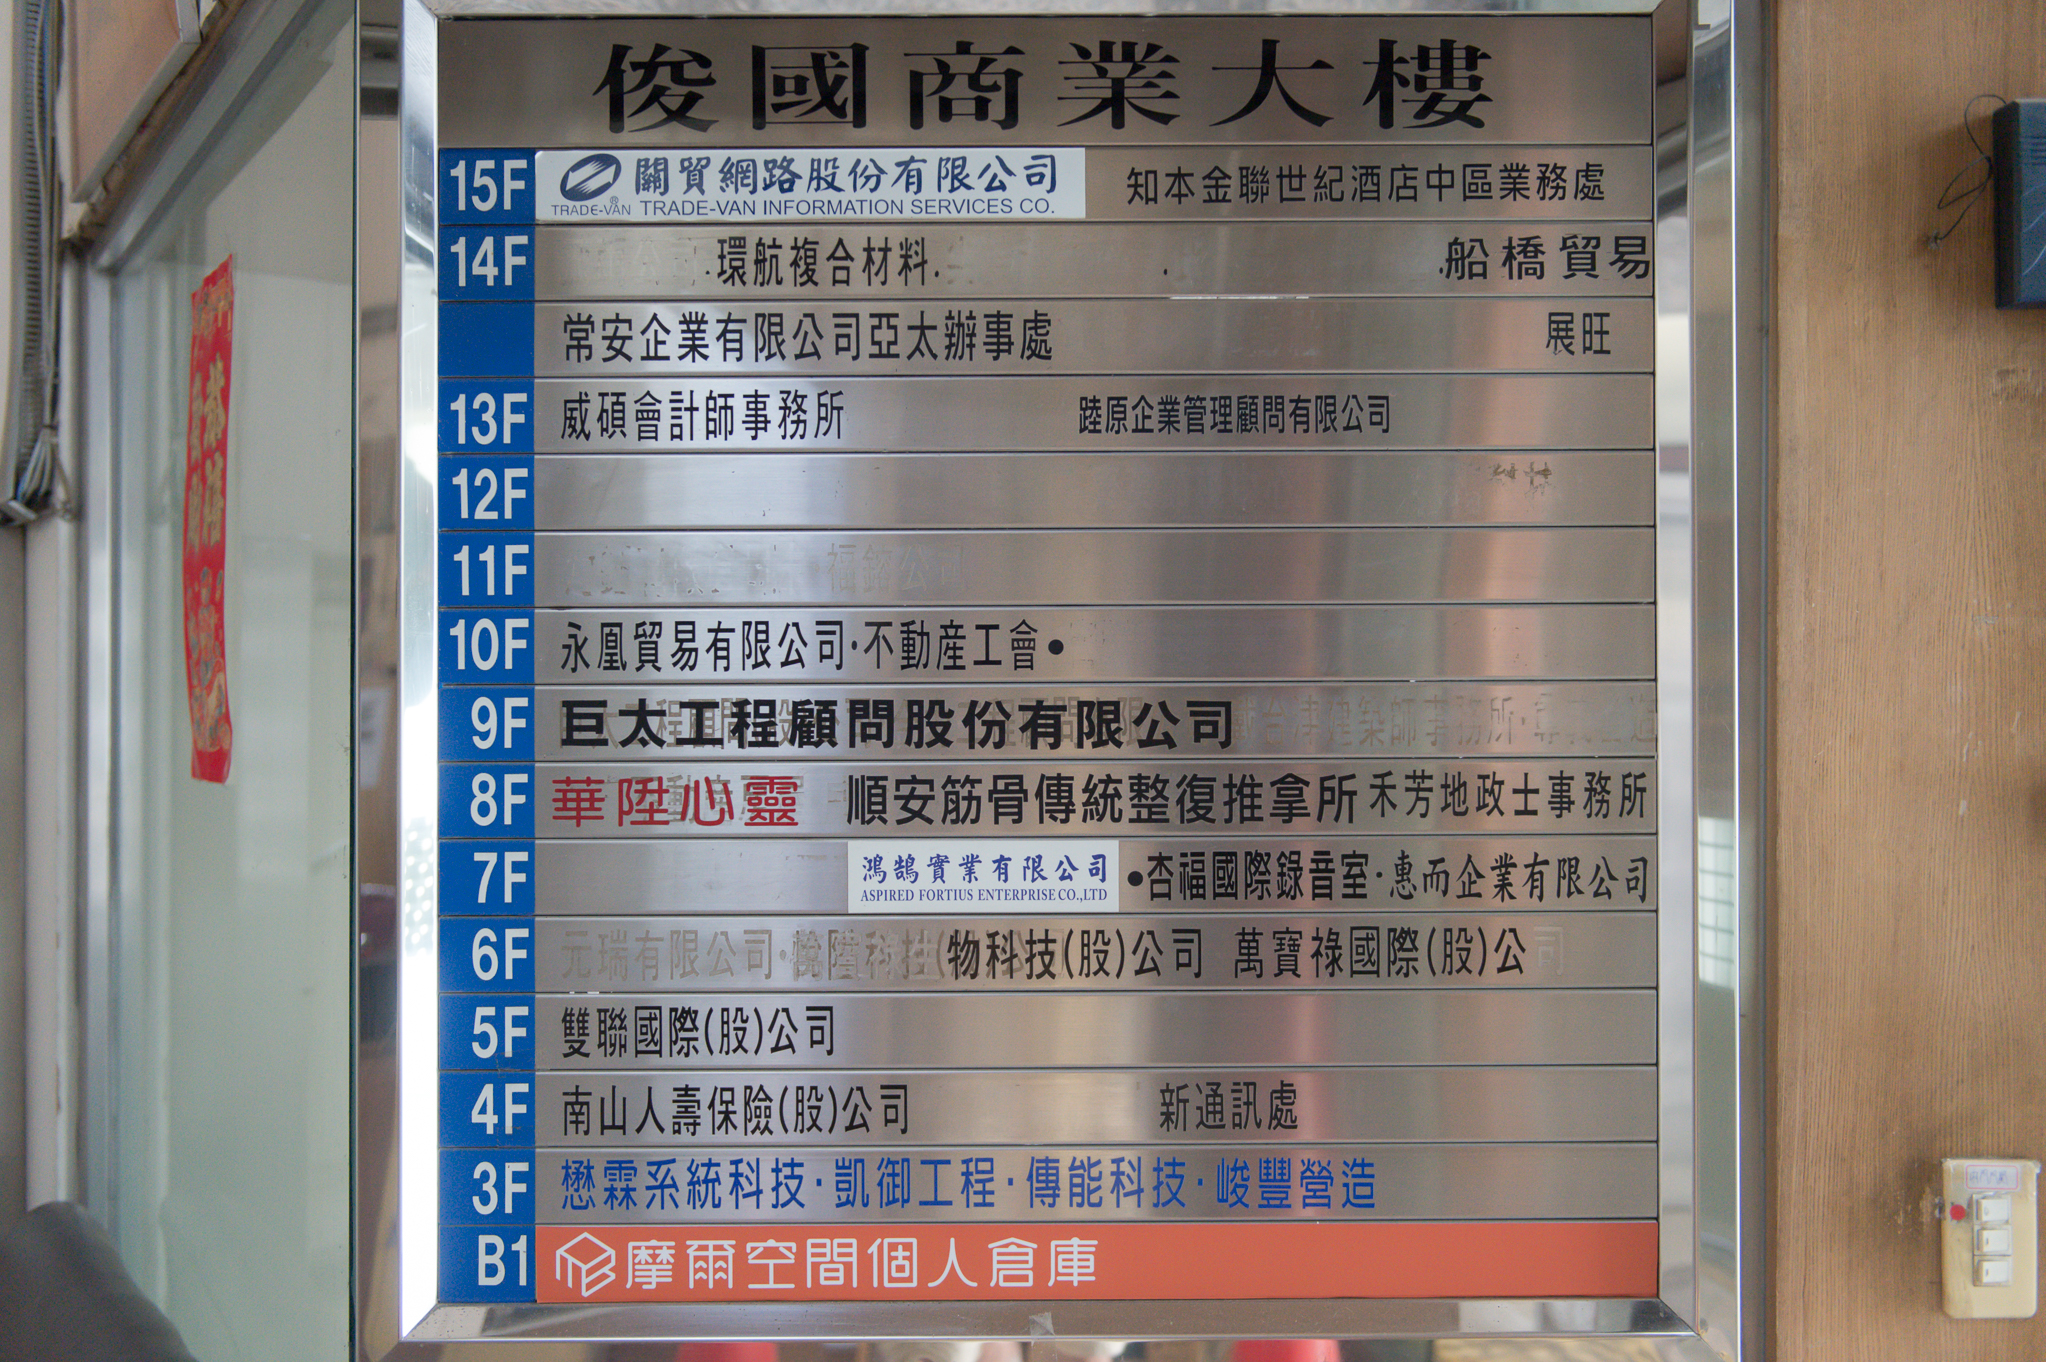 俊國商業大樓
15F 關貿網路股份有限公司 知本金聯世紀酒店中區業務處
TRADE-VAN® TRADE-VAN INFORMATION SERVICES CO.
14F 環航複合材料 船橋貿易
常安企業有限公司亞太辦事處 展旺
13F 威碩會計師事務所 踛原企業管理顧問有限公司
12F
11F 福銘公司
10F 永凰貿易有限公司·不動産工會•
9F 巨太工程顧問股份有限公司
8F 華陞心靈 順安筋骨傳統整復推拿所 禾芳地政士事務所
7F 鴻鵠實業有限公司 •杏福國際錄音室·惠而企業有限公司
ASPIRED FORTIUS ENTERPRISE CO.,LTD
6F 元瑞有限公司· 物科技(股)公司 萬寶祿國際(股)公司
5F 雙聯國際(股)公司
4F 南山人壽保險(股)公司 新通訊處
3F 懋霖系統科技·凱御工程·傳能科技·峻豐營造
B1 摩爾空間個人倉庫